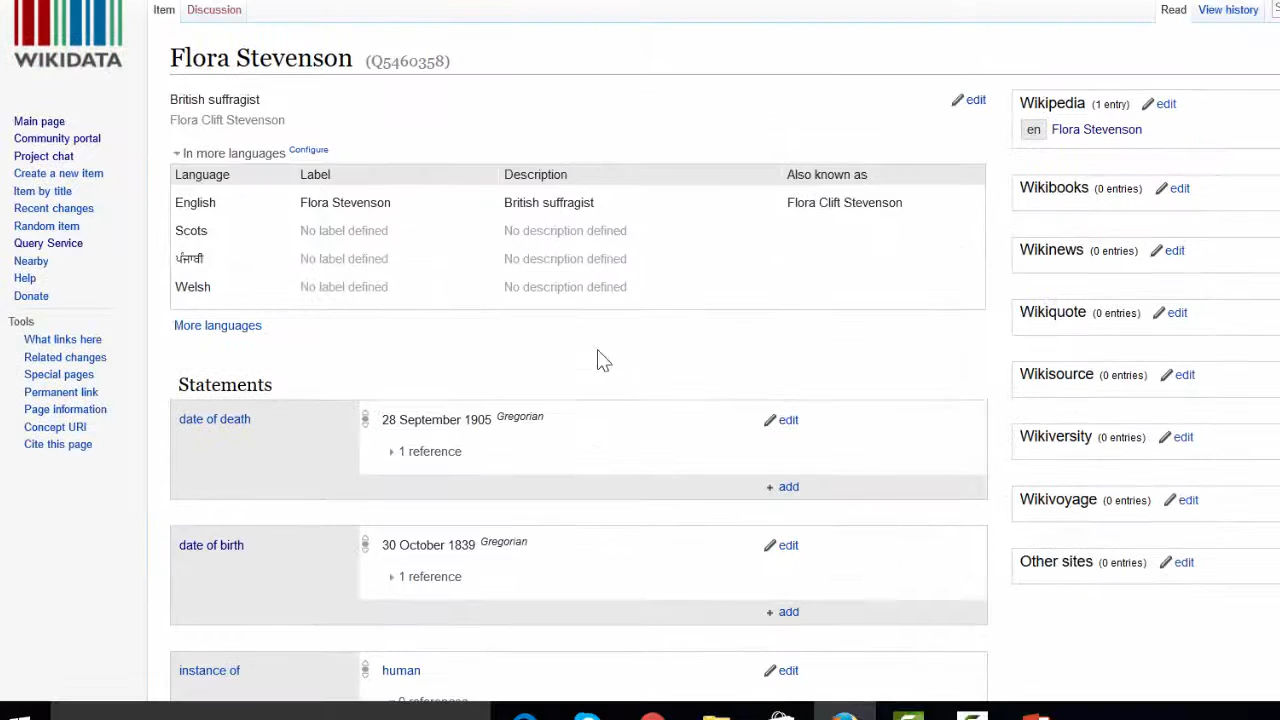 Item Discussion Read View history
WIKIDATA
Flora Stevenson (Q5460358)
British suffragist edit
Flora Clift Stevenson
In more languages Configure
Language Label Description Also known as
English Flora Stevenson British suffragist Flora Clift Stevenson
Scots No label defined No description defined
ਪੰਜਾਬੀ No label defined No description defined
Welsh No label defined No description defined
More languages
Statements
date of death 28 September 1905 Gregorian edit
1 reference
+ add
date of birth 30 October 1839 Gregorian edit
1 reference
+ add
instance of human edit
0 references
Main page
Community portal
Project chat
Create a new item
Item by title
Recent changes
Random item
Query Service
Nearby
Help
Donate
Tools
What links here
Related changes
Special pages
Permanent link
Page information
Concept URI
Cite this page
Wikipedia (1 entry) edit
en Flora Stevenson
Wikibooks (0 entries) edit
Wikinews (0 entries) edit
Wikiquote (0 entries) edit
Wikisource (0 entries) edit
Wikiversity (0 entries) edit
Wikivoyage (0 entries) edit
Other sites (0 entries) edit